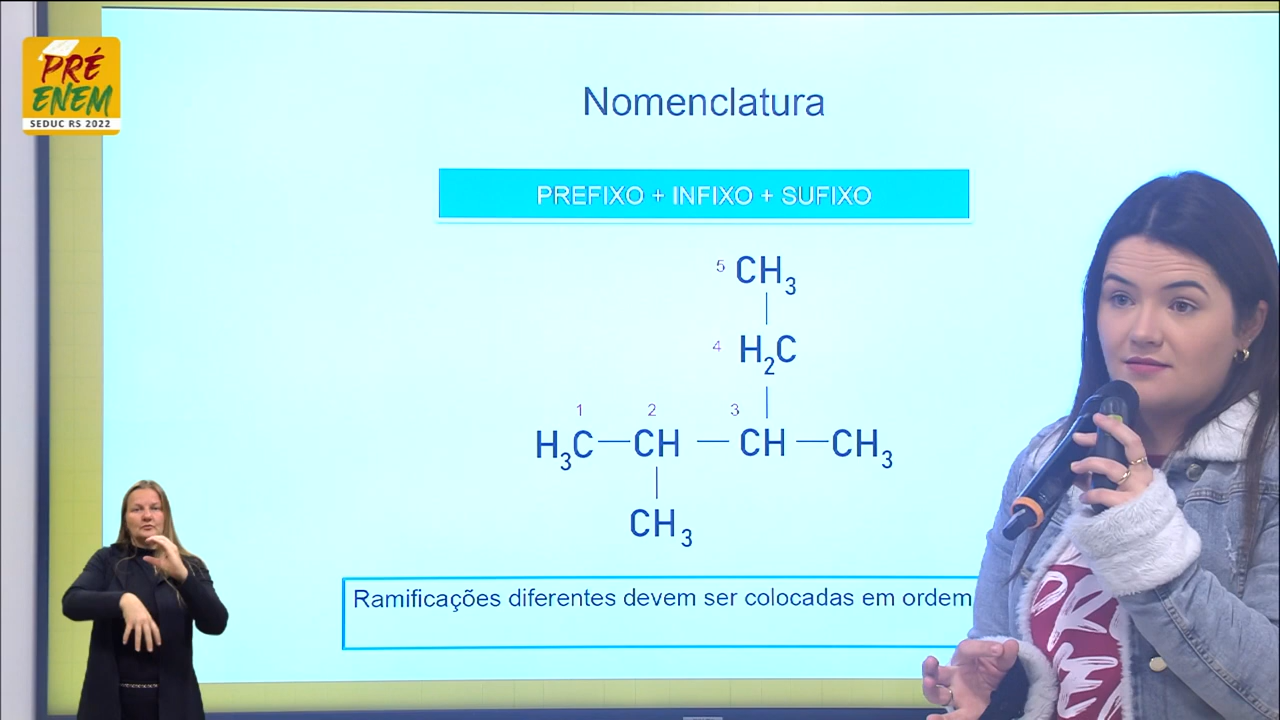 PRÉ
ENEM
SEDUC RS 2022
Nomenclatura
PREFIXO + INFIXO + SUFIXO
5 CH3
4 H2C
1 2 3
H3C—CH—CH—CH3
CH3
Ramificações diferentes devem ser colocadas em ordem